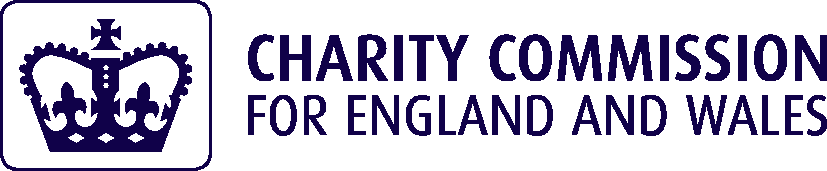 CHARITY COMMISSION
FOR ENGLAND AND WALES